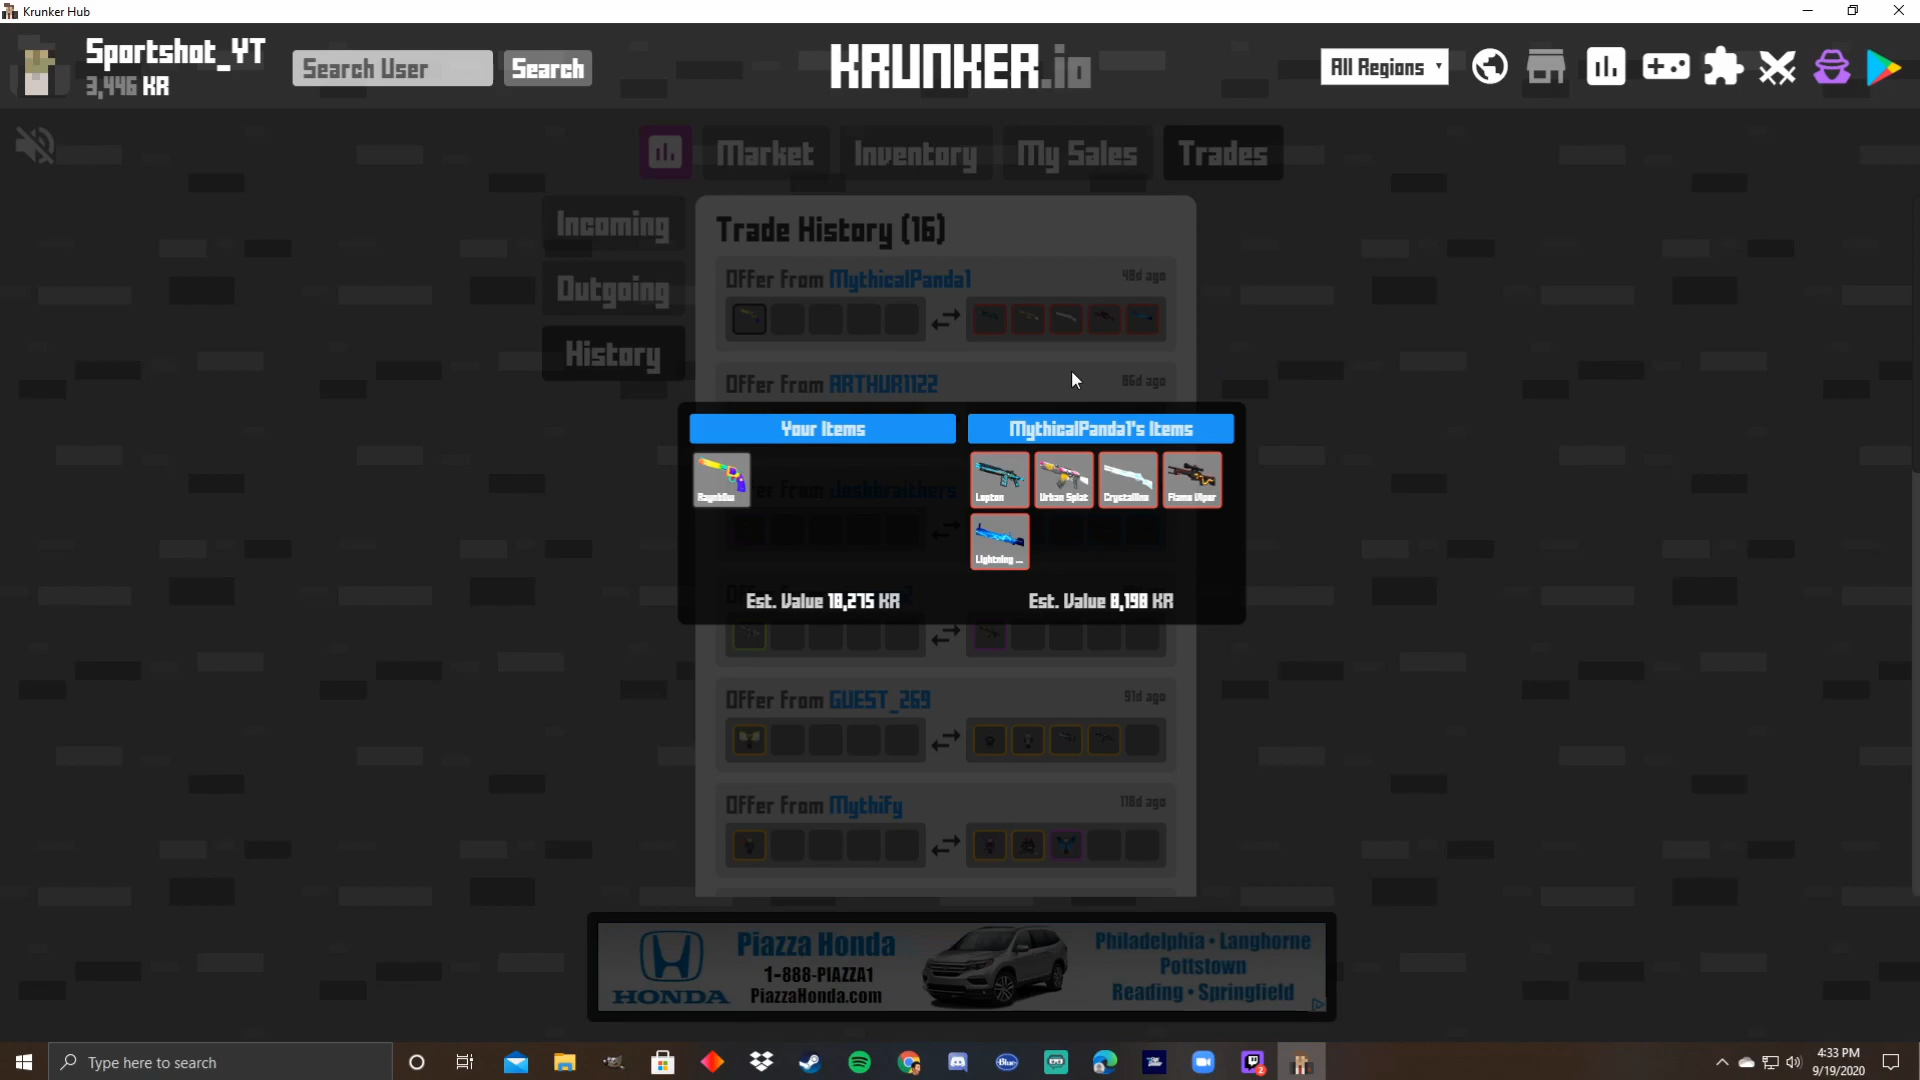 Krunker Hub
Sportshot_YT
3,446 KR
Search User
Search
KRUNKER.io
All Regions
Market
Inventory
My Sales
Trades
Incoming
Outgoing
History
Trade History (16)
Offer from MythicalPanda1
48d ago
Offer from ARTHUR1122
86d ago
Your Items
MythicalPanda1's Items
Raynbow
Lepton
Urban Splat
Crystalline
Flame Viper
Lightning ...
Est. Value 18,275 KR
Est. Value 8,198 KR
Offer from GUEST_269
91d ago
Offer from Mythify
118d ago
HONDA
Piazza Honda
1-888-PIAZZA1
PiazzaHonda.com
Philadelphia • Langhorne
Pottstown
Reading • Springfield
Type here to search
Blue
2
4:33 PM
9/19/2020